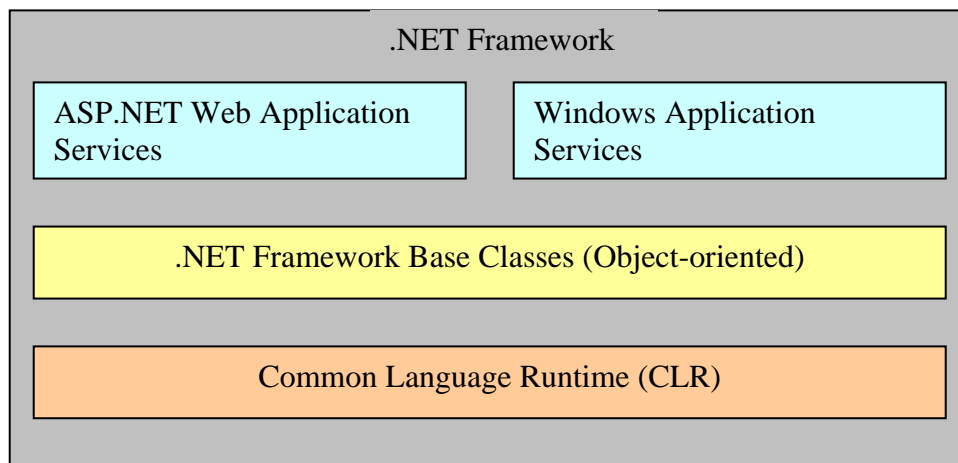 .NET Framework
ASP.NET Web Application
Services
Windows Application
Services
.NET Framework Base Classes (Object-oriented)
Common Language Runtime (CLR)